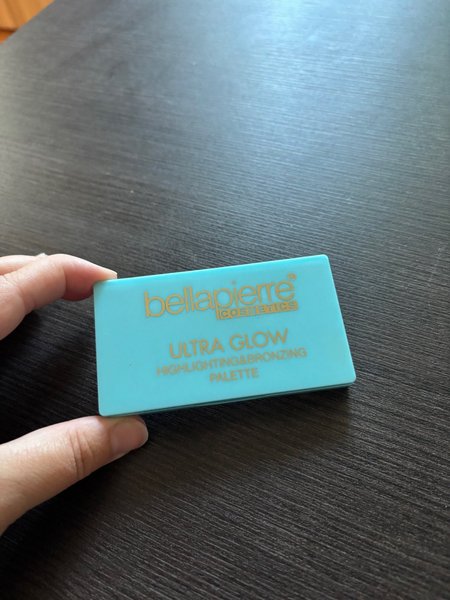 bellapierre®
COSMETICS
ULTRA GLOW
HIGHLIGHTING&BRONZING
PALETTE